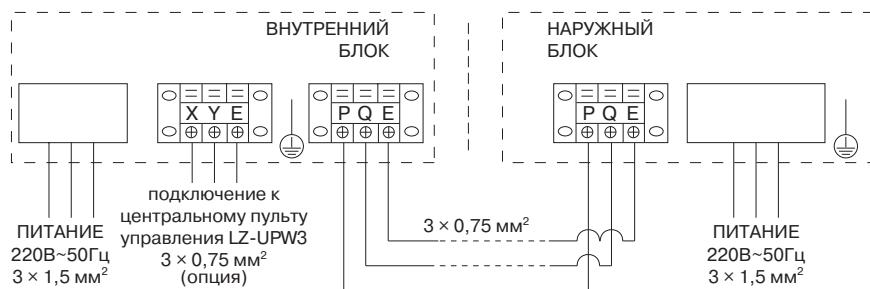 ВНУТРЕННИЙ
БЛОК
НАРУЖНЫЙ
БЛОК
X Y E
P Q E
P Q E
подключение к
центральному пульту
управления LZ-UPW3
3 × 0,75 мм²
(опция)
ПИТАНИЕ
220В~50Гц
3 × 1,5 мм²
3 × 0,75 мм²
ПИТАНИЕ
220В~50Гц
3 × 1,5 мм²